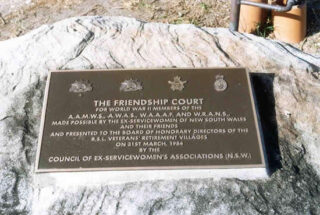 THE FRIENDSHIP COURT
FOR WORLD WAR II MEMBERS OF THE
A.A.M.W.S., A.W.A.S., W.A.A.A.F. AND W.R.A.N.S.,
MADE POSSIBLE BY THE EX-SERVICEWOMEN OF NEW SOUTH WALES
AND THEIR FRIENDS
AND PRESENTED TO THE BOARD OF HONORARY DIRECTORS OF THE
R.S.L. VETERANS' RETIREMENT VILLAGES
ON 31ST MARCH, 1984
BY THE
COUNCIL OF EX-SERVICEWOMEN'S ASSOCIATIONS (N.S.W.)